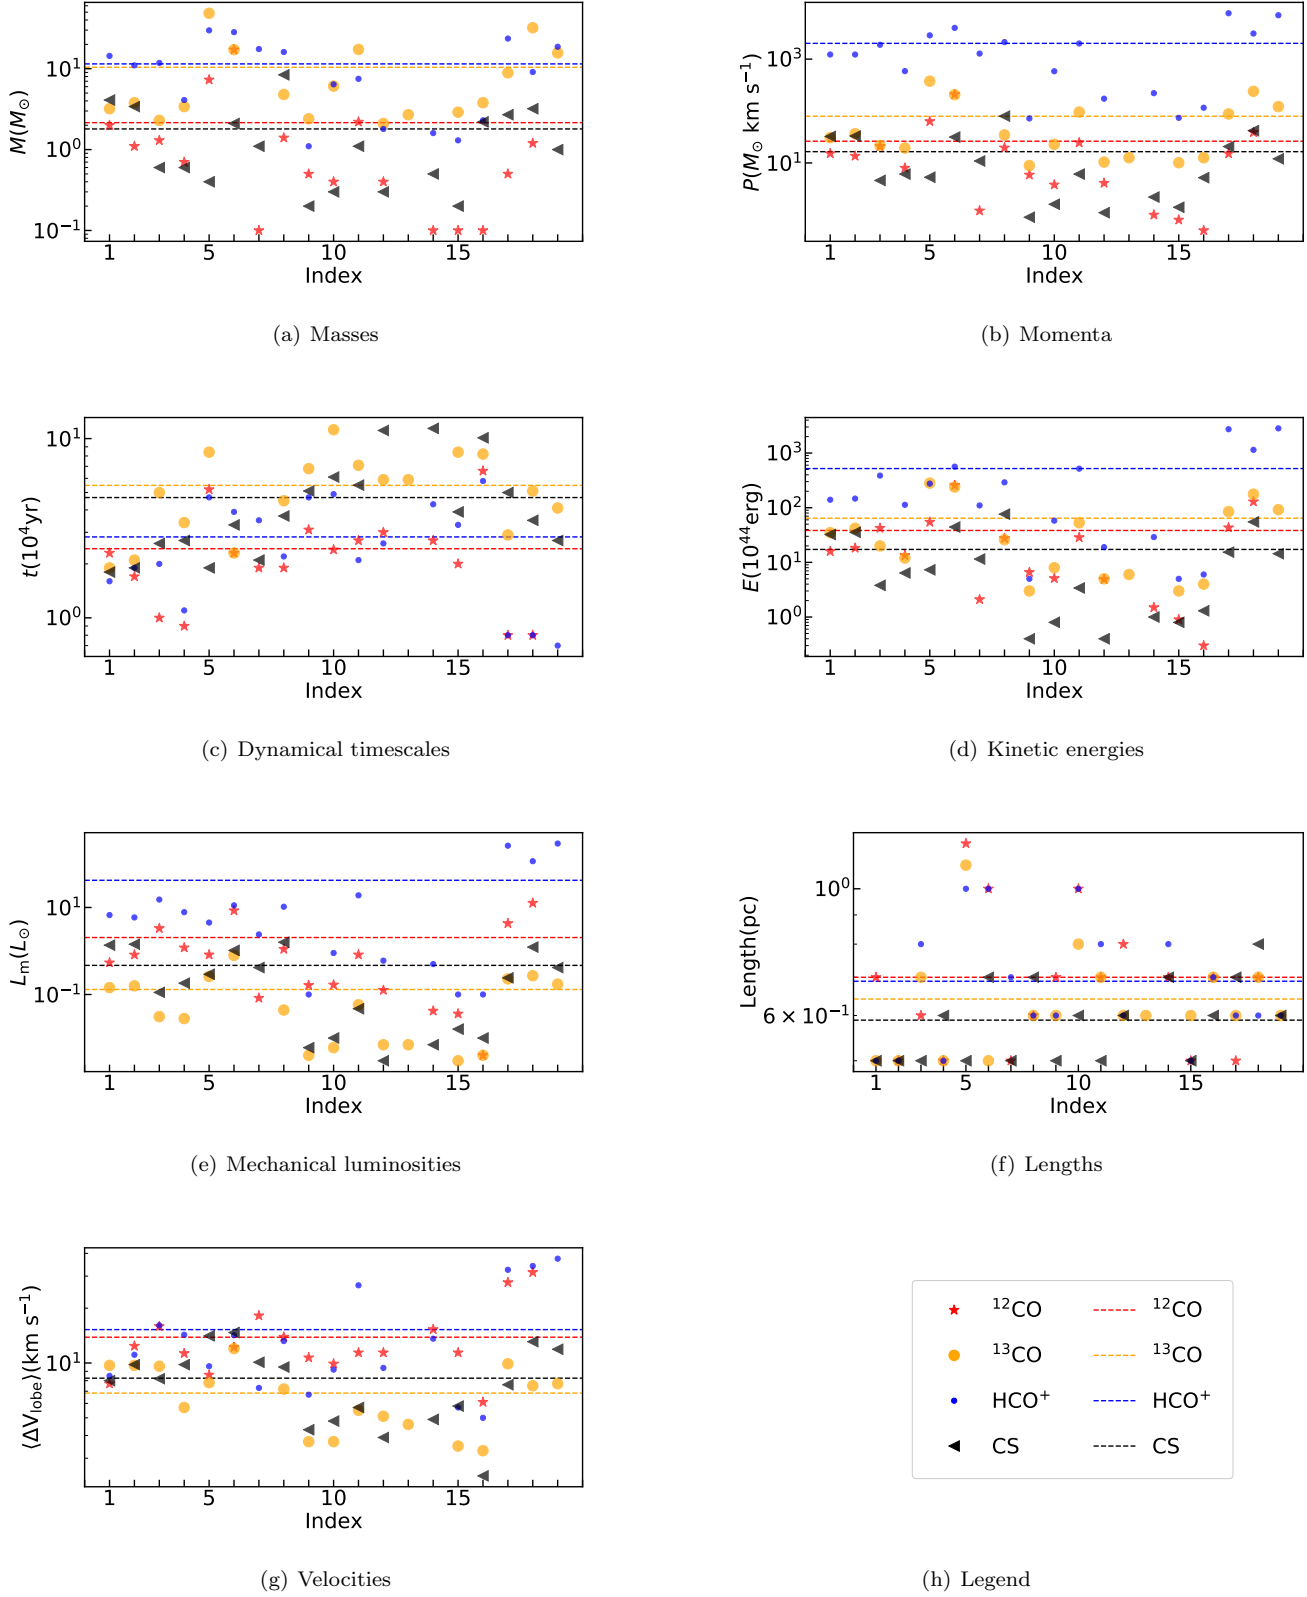 M(M⊙)
10¹
10⁰
10⁻¹
1 5 10 15
Index
(a) Masses
P(M⊙ km s⁻¹)
10³
10¹
1 5 10 15
Index
(b) Momenta
t(10⁴yr)
10¹
10⁰
1 5 10 15
Index
(c) Dynamical timescales
E(10⁴⁴erg)
10³
10²
10¹
10⁰
1 5 10 15
Index
(d) Kinetic energies
Lₘ(L⊙)
10¹
10⁻¹
1 5 10 15
Index
(e) Mechanical luminosities
Length(pc)
10⁰
6 × 10⁻¹
1 5 10 15
Index
(f) Lengths
⟨ΔV_lobe⟩(km s⁻¹)
10¹
1 5 10 15
Index
(g) Velocities
¹²CO ¹²CO
¹³CO ¹³CO
HCO⁺ HCO⁺
CS CS
(h) Legend